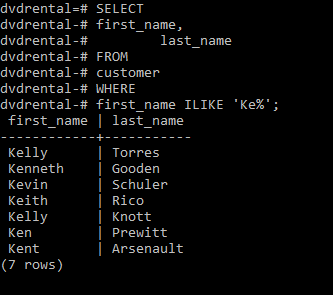 dvdrental=# SELECT
dvdrental-# first_name,
dvdrental-#         last_name
dvdrental-# FROM
dvdrental-# customer
dvdrental-# WHERE
dvdrental-# first_name ILIKE 'Ke%';
 first_name | last_name
------------+-----------
 Kelly      | Torres
 Kenneth    | Gooden
 Kevin      | Schuler
 Keith      | Rico
 Kelly      | Knott
 Ken        | Prewitt
 Kent       | Arsenault
(7 rows)